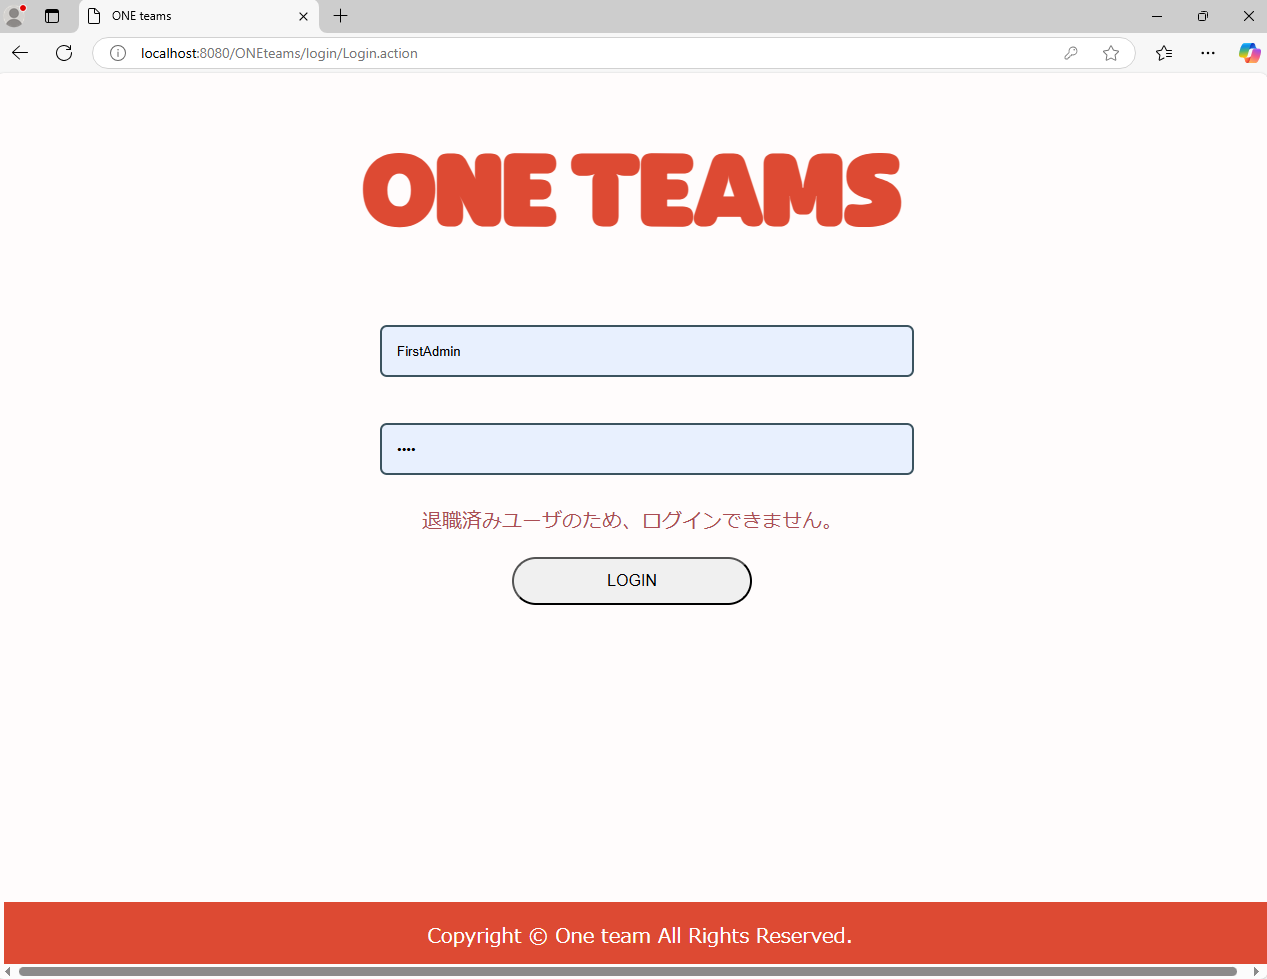 ONE teams
localhost:8080/ONEteams/login/Login.action
ONE TEAMS
FirstAdmin
••••
退職済みユーザのため、ログインできません。
LOGIN
Copyright © One team All Rights Reserved.